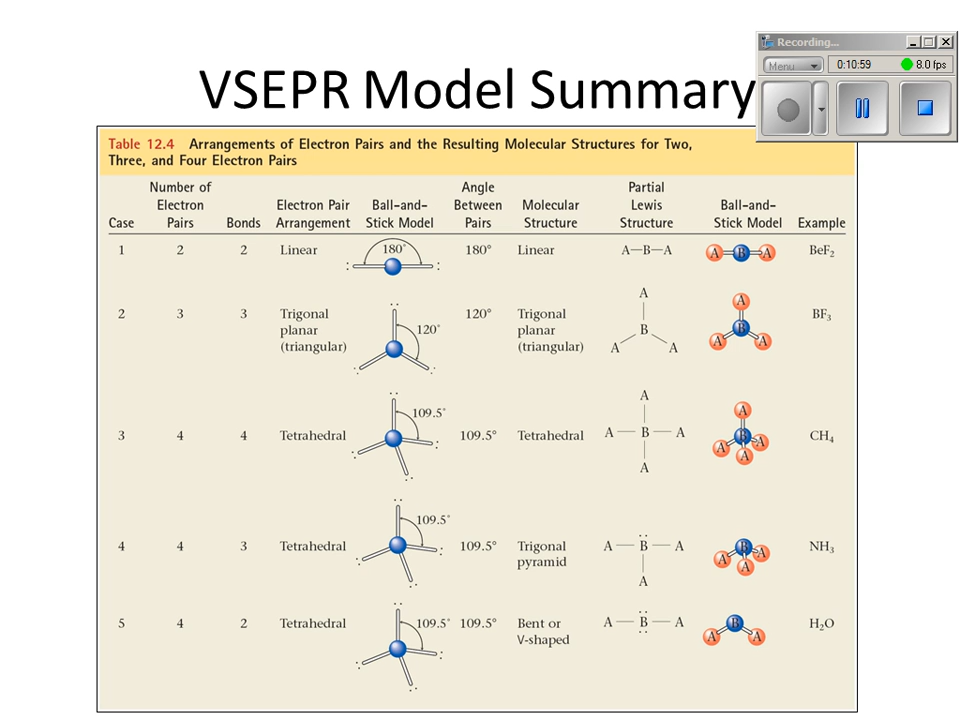 VSEPR Model Summary
Recording...
Menu
0:10:59
8.0 fps
Table 12.4 Arrangements of Electron Pairs and the Resulting Molecular Structures for Two,
Three, and Four Electron Pairs
Number of Angle Partial
Electron Electron Pair Ball-and- Between Molecular Lewis Ball-and-
Case Pairs Bonds Arrangement Stick Model Pairs Structure Structure Stick Model Example
1 2 2 Linear 180° 180° Linear A—B—A A B A BeF₂
A
A
2 3 3 Trigonal 120° Trigonal BF₃
planar 120° planar B B
(triangular) (triangular) A A A A
A
109.5° A
3 4 4 Tetrahedral 109.5° Tetrahedral A — B — A B A CH₄
A A
A
109.5°
4 4 3 Tetrahedral 109.5° Trigonal A — B — A B A NH₃
pyramid A A
A
5 4 2 Tetrahedral 109.5° 109.5° Bent or A — B — A B H₂O
V-shaped A A